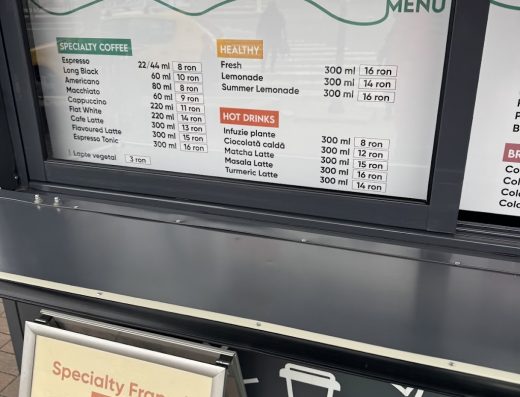 MENU
SPECIALTY COFFEE
Espresso 22/44 ml 8 ron
Long Black 60 ml 10 ron
Americano 80 ml 8 ron
Macchiato 60 ml 9 ron
Cappuccino 220 ml 11 ron
Flat White 220 ml 14 ron
Cafe Latte 300 ml 13 ron
Flavoured Latte 300 ml 15 ron
Espresso Tonic 300 ml 16 ron
Lapte vegetal 3 ron
HEALTHY
Fresh 300 ml 16 ron
Lemonade 300 ml 14 ron
Summer Lemonade 300 ml 16 ron
HOT DRINKS
Infuzie plante 300 ml 8 ron
Ciocolată caldă 300 ml 12 ron
Matcha Latte 300 ml 15 ron
Masala Latte 300 ml 16 ron
Turmeric Latte 300 ml 14 ron
Specialty